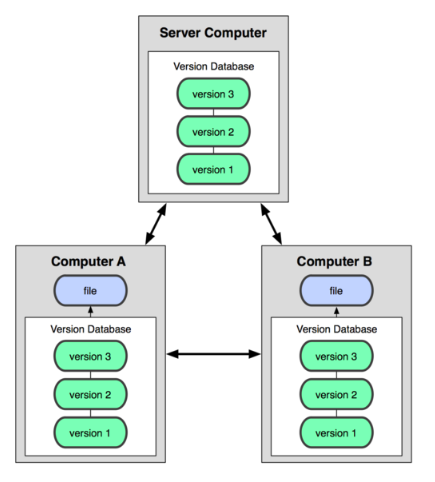 Server Computer
Version Database
version 3
version 2
version 1
Computer A
file
Version Database
version 3
version 2
version 1
Computer B
file
Version Database
version 3
version 2
version 1